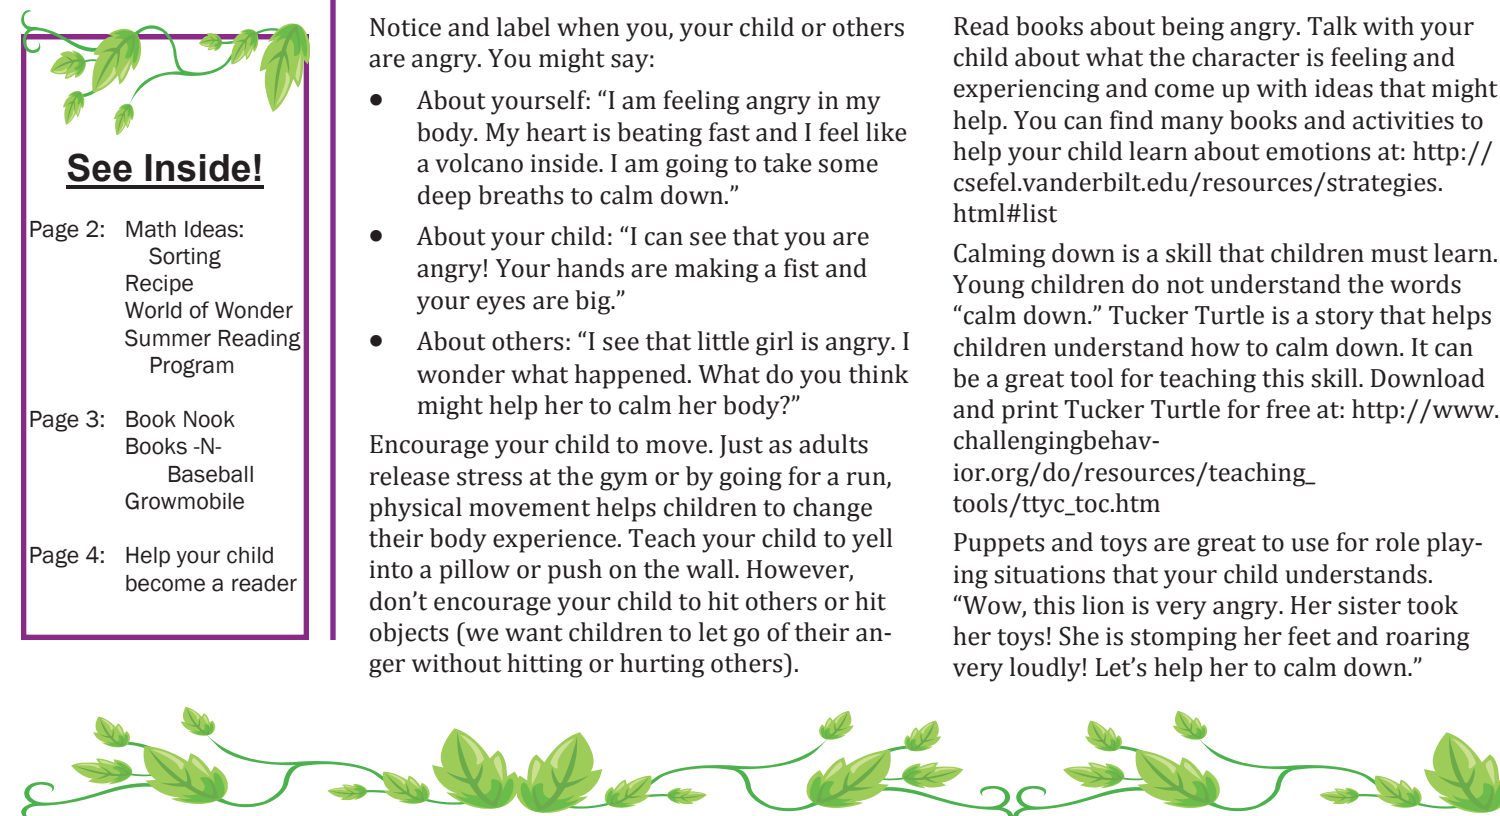 See Inside!
Page 2: Math Ideas:
Sorting
Recipe
World of Wonder
Summer Reading
Program
Page 3: Book Nook
Books -N-
Baseball
Growmobile
Page 4: Help your child
become a reader
Notice and label when you, your child or others
are angry. You might say:
• About yourself: “I am feeling angry in my
body. My heart is beating fast and I feel like
a volcano inside. I am going to take some
deep breaths to calm down.”
• About your child: “I can see that you are
angry! Your hands are making a fist and
your eyes are big.”
• About others: “I see that little girl is angry. I
wonder what happened. What do you think
might help her to calm her body?”
Encourage your child to move. Just as adults
release stress at the gym or by going for a run,
physical movement helps children to change
their body experience. Teach your child to yell
into a pillow or push on the wall. However,
don’t encourage your child to hit others or hit
objects (we want children to let go of their an-
ger without hitting or hurting others).
Read books about being angry. Talk with your
child about what the character is feeling and
experiencing and come up with ideas that might
help. You can find many books and activities to
help your child learn about emotions at: http://
csefel.vanderbilt.edu/resources/strategies.
html#list
Calming down is a skill that children must learn.
Young children do not understand the words
“calm down.” Tucker Turtle is a story that helps
children understand how to calm down. It can
be a great tool for teaching this skill. Download
and print Tucker Turtle for free at: http://www.
challengingbehav-
ior.org/do/resources/teaching_
tools/ttyc_toc.htm
Puppets and toys are great to use for role play-
ing situations that your child understands.
“Wow, this lion is very angry. Her sister took
her toys! She is stomping her feet and roaring
very loudly! Let’s help her to calm down.”